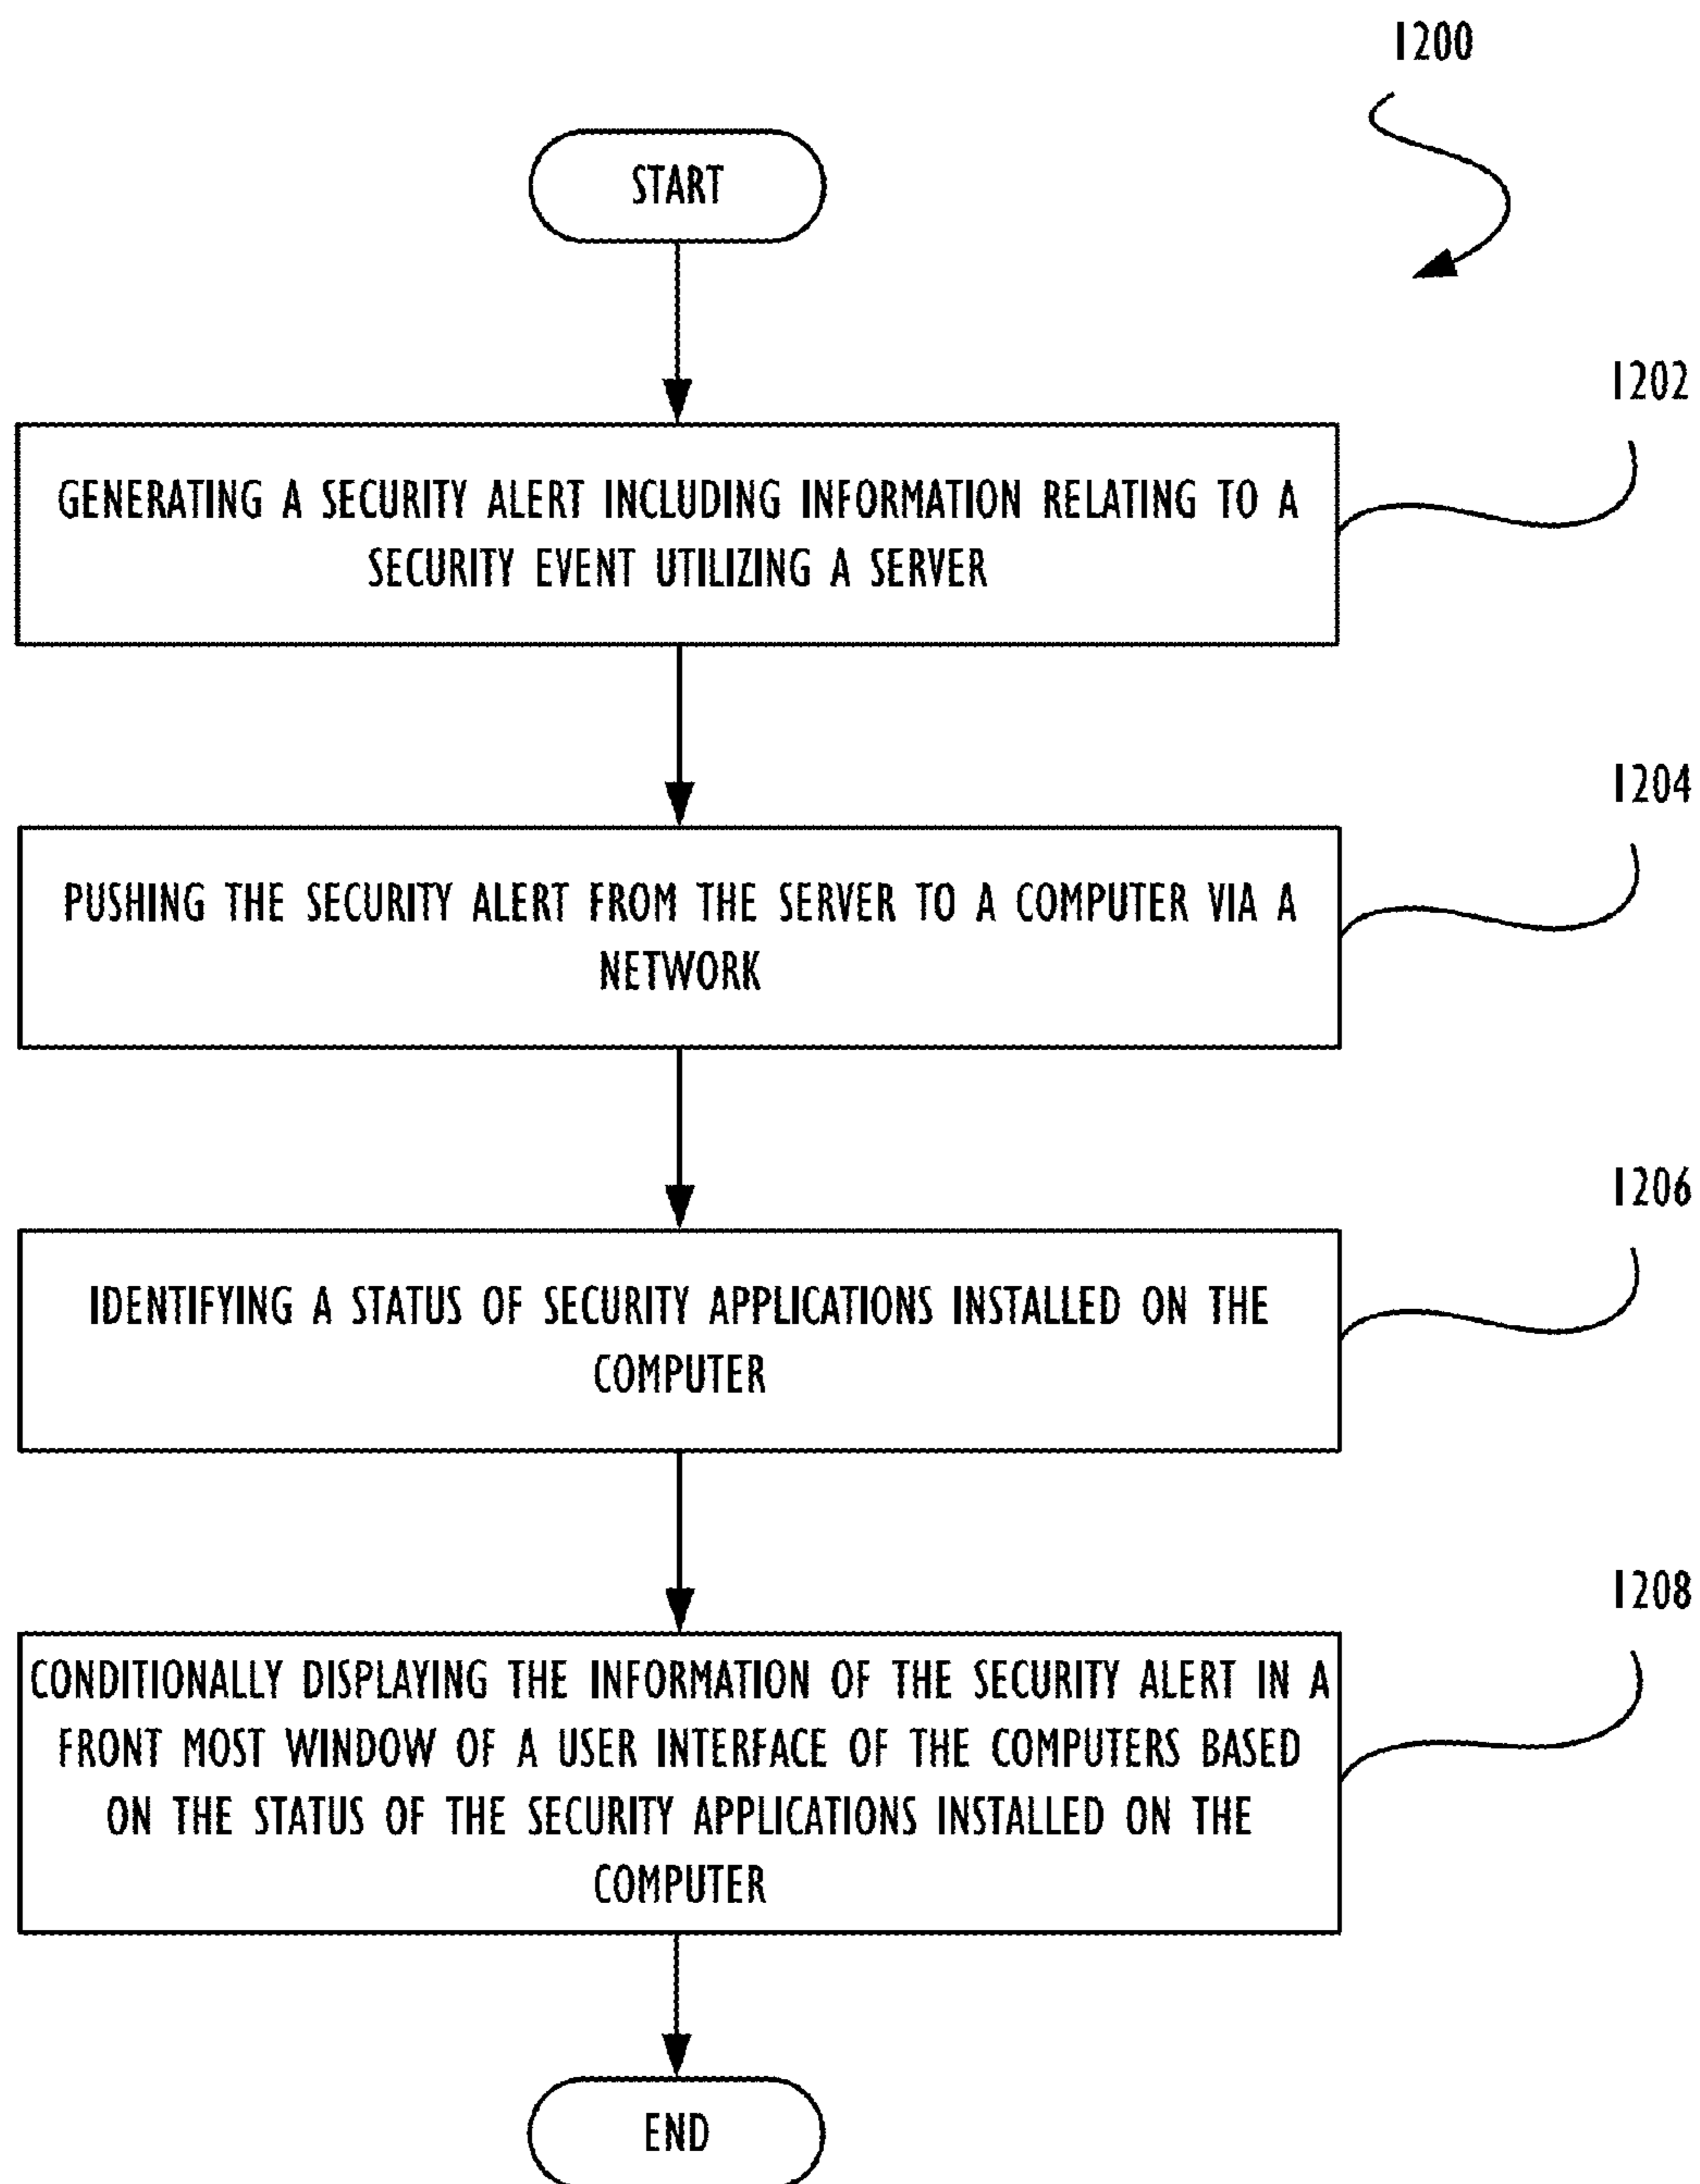 1200
START
1202
GENERATING A SECURITY ALERT INCLUDING INFORMATION RELATING TO A
SECURITY EVENT UTILIZING A SERVER
1204
PUSHING THE SECURITY ALERT FROM THE SERVER TO A COMPUTER VIA A
NETWORK
1206
IDENTIFYING A STATUS OF SECURITY APPLICATIONS INSTALLED ON THE
COMPUTER
1208
CONDITIONALLY DISPLAYING THE INFORMATION OF THE SECURITY ALERT IN A
FRONT MOST WINDOW OF A USER INTERFACE OF THE COMPUTERS BASED
ON THE STATUS OF THE SECURITY APPLICATIONS INSTALLED ON THE
COMPUTER
END